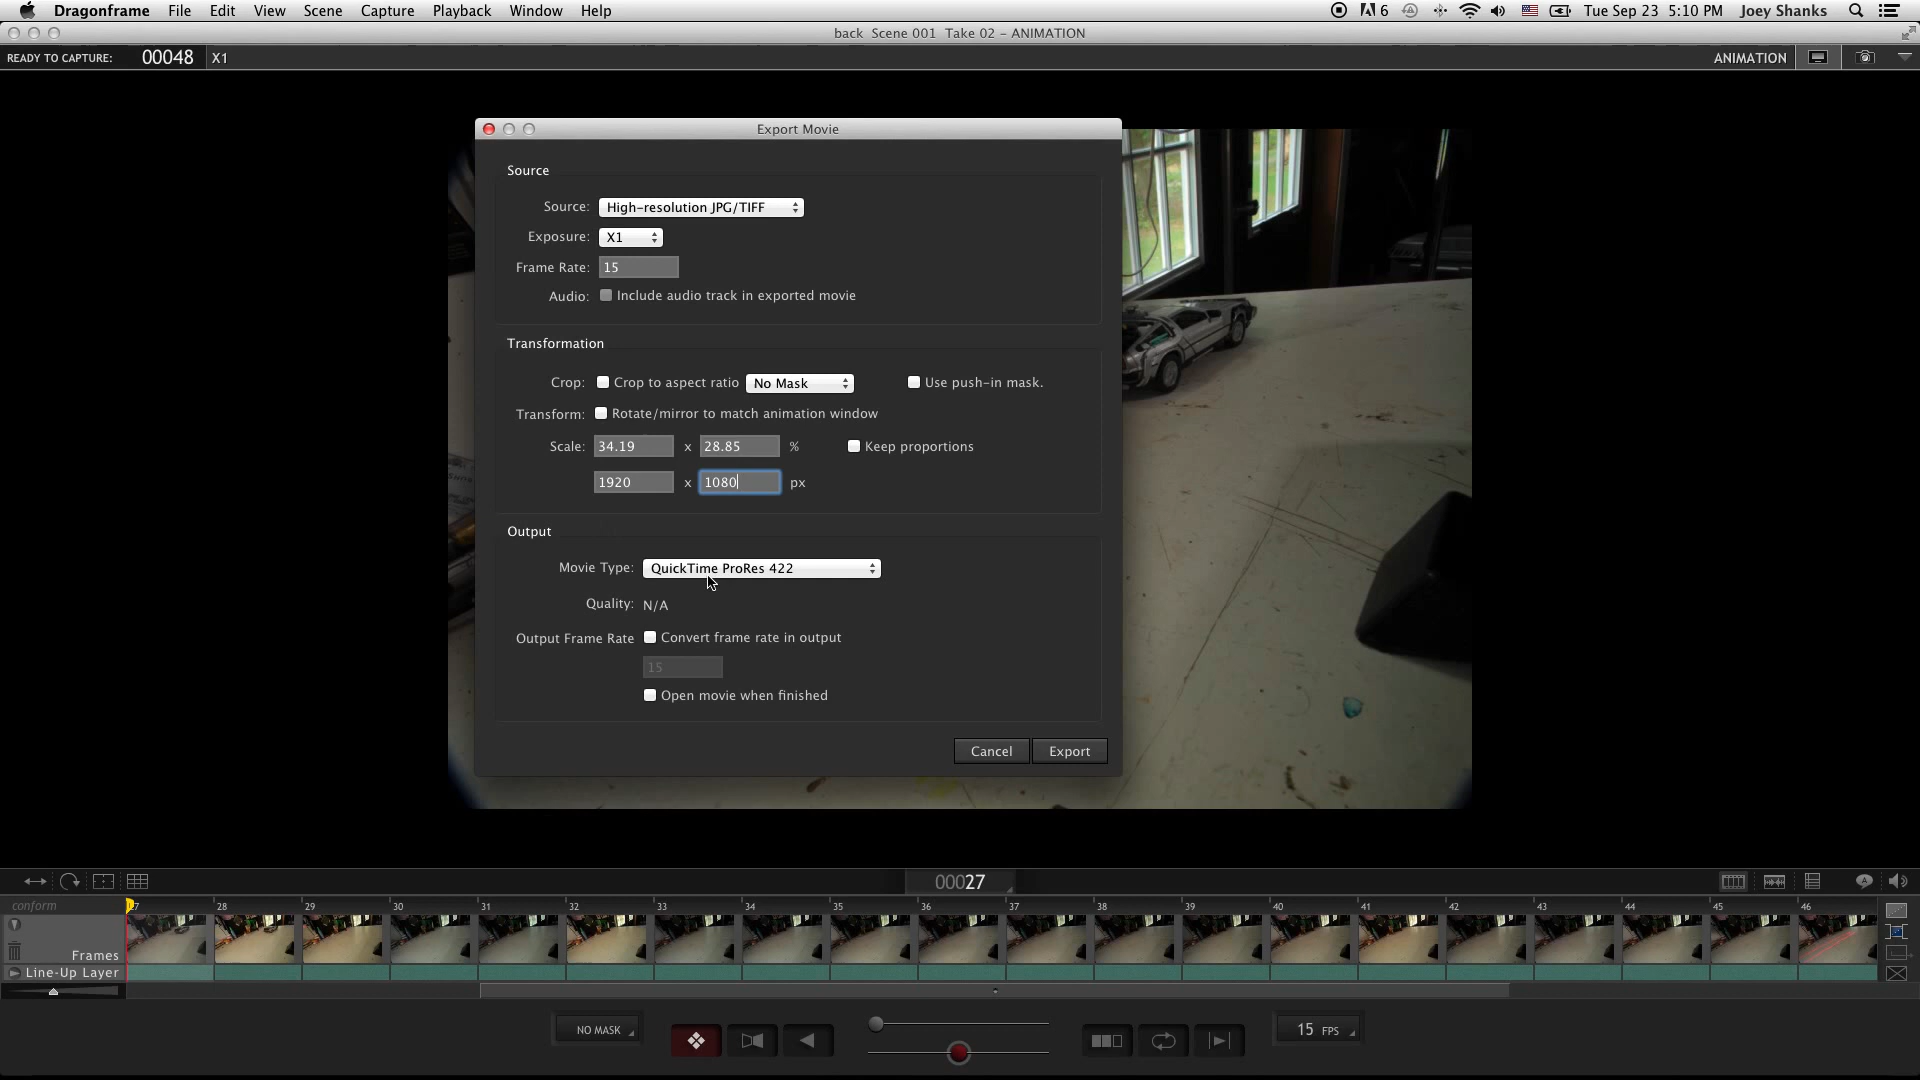 Dragonframe File Edit View Scene Capture Playback Window Help 6 Tue Sep 23 5:10 PM Joey Shanks
back Scene 001 Take 02 - ANIMATION
READY TO CAPTURE: 00048 X1 ANIMATION
Export Movie
Source
Source: High-resolution JPG/TIFF
Exposure: X1
Frame Rate: 15
Audio: Include audio track in exported movie
Transformation
Crop: Crop to aspect ratio No Mask Use push-in mask.
Transform: Rotate/mirror to match animation window
Scale: 34.19 x 28.85 % Keep proportions
1920 x 1080 px
Output
Movie Type: QuickTime ProRes 422
Quality: N/A
Output Frame Rate Convert frame rate in output
15
Open movie when finished
Cancel Export
00027
conform 28 29 30 31 32 33 34 35 36 37 38 39 40 41 42 43 44 45 46
Frames
Line-Up Layer
NO MASK 15 FPS